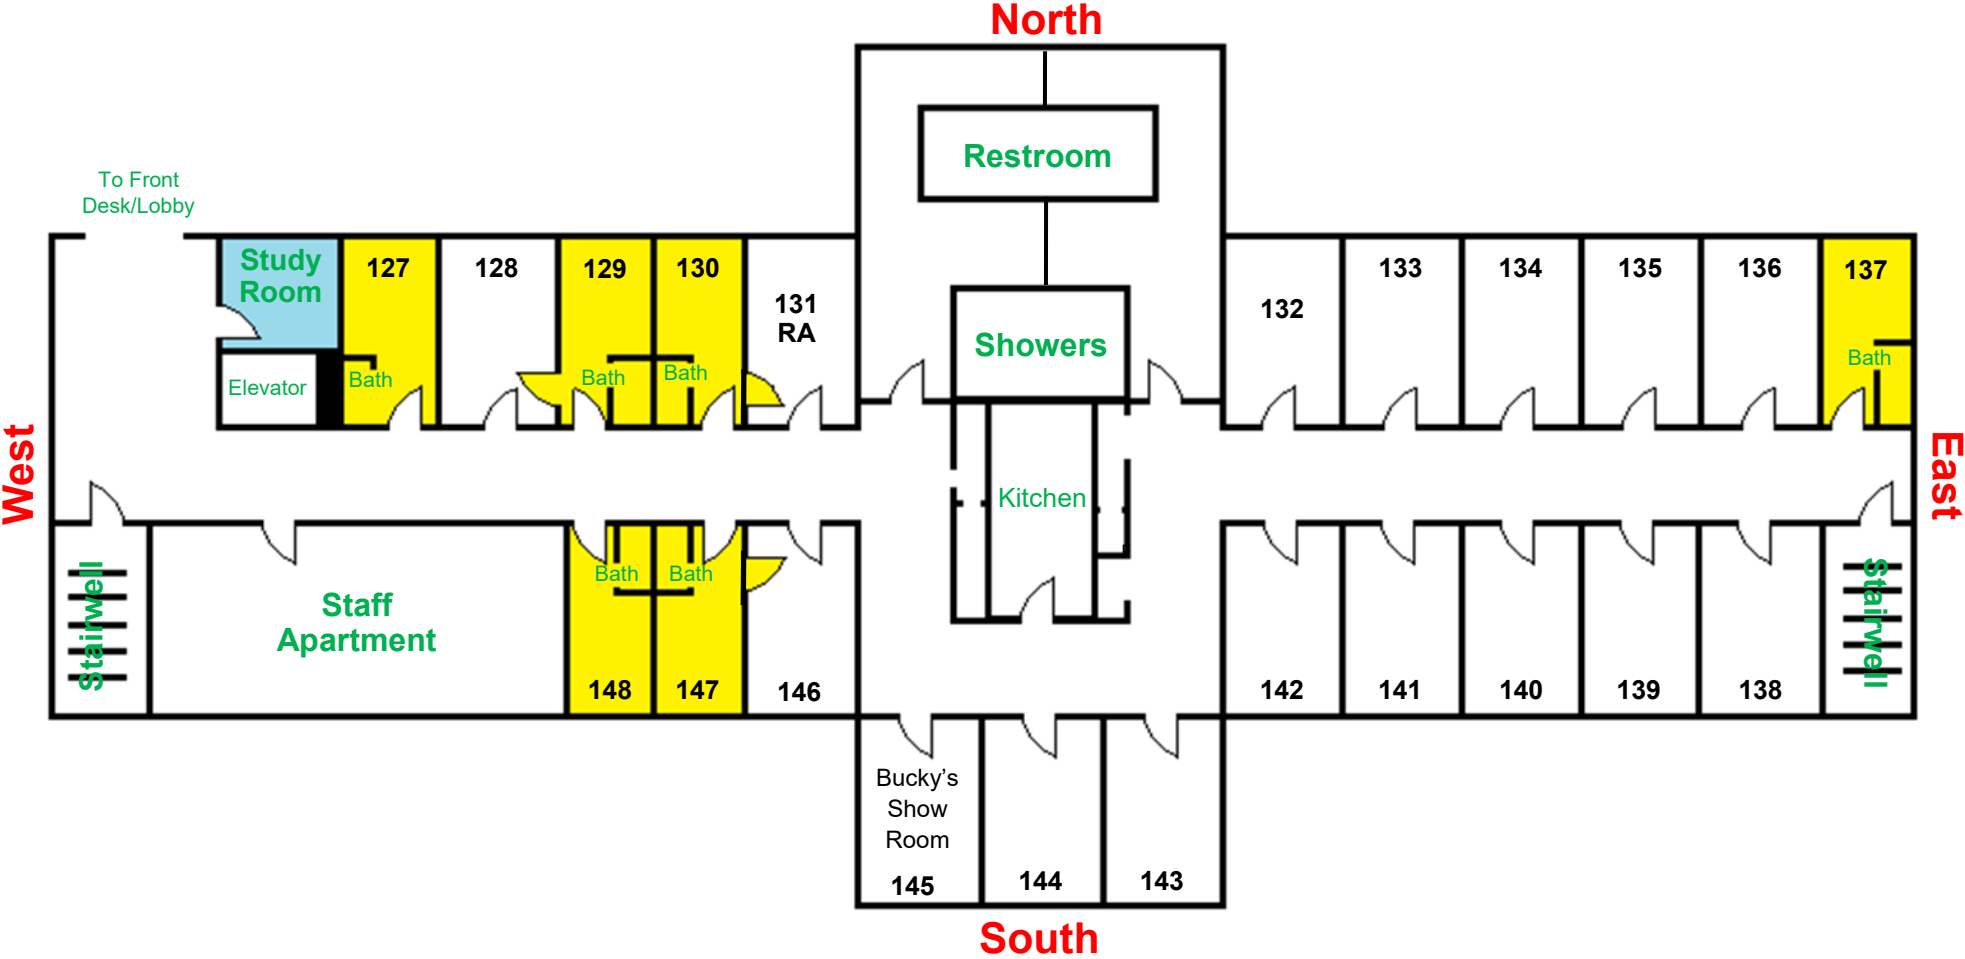 North
To Front
Desk/Lobby
Restroom
Study
Room
127
128
129
130
131
RA
Showers
132
133
134
135
136
137
Elevator
Bath
Bath
Bath
Bath
West
East
Kitchen
Stairwell
Staff
Apartment
Bath
Bath
148
147
146
142
141
140
139
138
Stairwell
Bucky’s
Show
Room
145
144
143
South